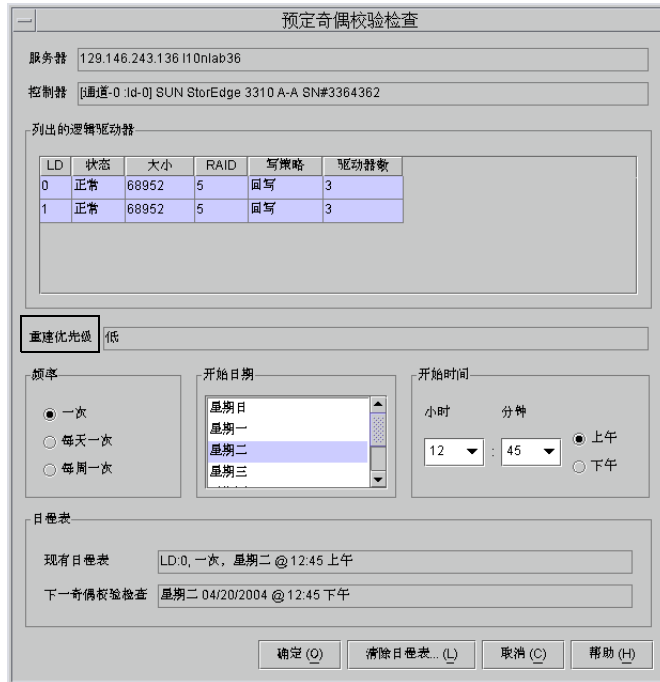 预定奇偶校验检查
服务器 129.146.243.136 l10nlab36
控制器 [通道-0 :Id-0] SUN StorEdge 3310 A-A SN#3364362
列出的逻辑驱动器
LD 状态 大小 RAID 写策略 驱动器数
0 正常 68952 5 回写 3
1 正常 68952 5 回写 3
重建优先级 低
频率
一次
每天一次
每周一次
开始日期
星期日
星期一
星期二
星期三
开始时间
小时 分钟
12 : 45
上午
下午
日程表
现有日程表 LD:0, 一次, 星期二 @ 12:45 上午
下一奇偶校验检查 星期二 04/20/2004 @ 12:45 下午
确定 (O) 清除日程表... (L) 取消 (C) 帮助 (H)